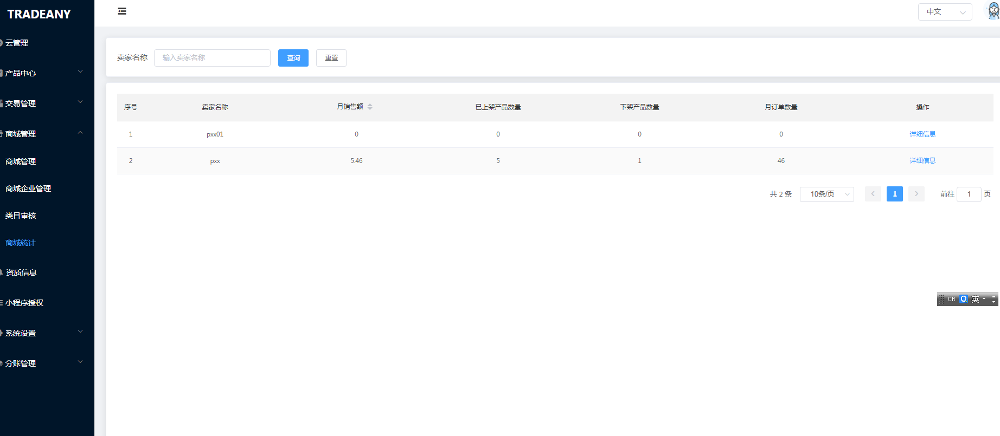 TRADEANY
中文
云管理
产品中心
交易管理
商城管理
商城管理
商城企业管理
类目审核
商城统计
资质信息
小程序授权
系统设置
分账管理
卖家名称 输入卖家名称 查询 重置
序号 卖家名称 月销售额 已上架产品数量 下架产品数量 月订单数量 操作
1 pxx01 0 0 0 0 详细信息
2 pxx 5.46 5 1 46 详细信息
共 2 条 10条/页 1 前往 1 页
CH 英